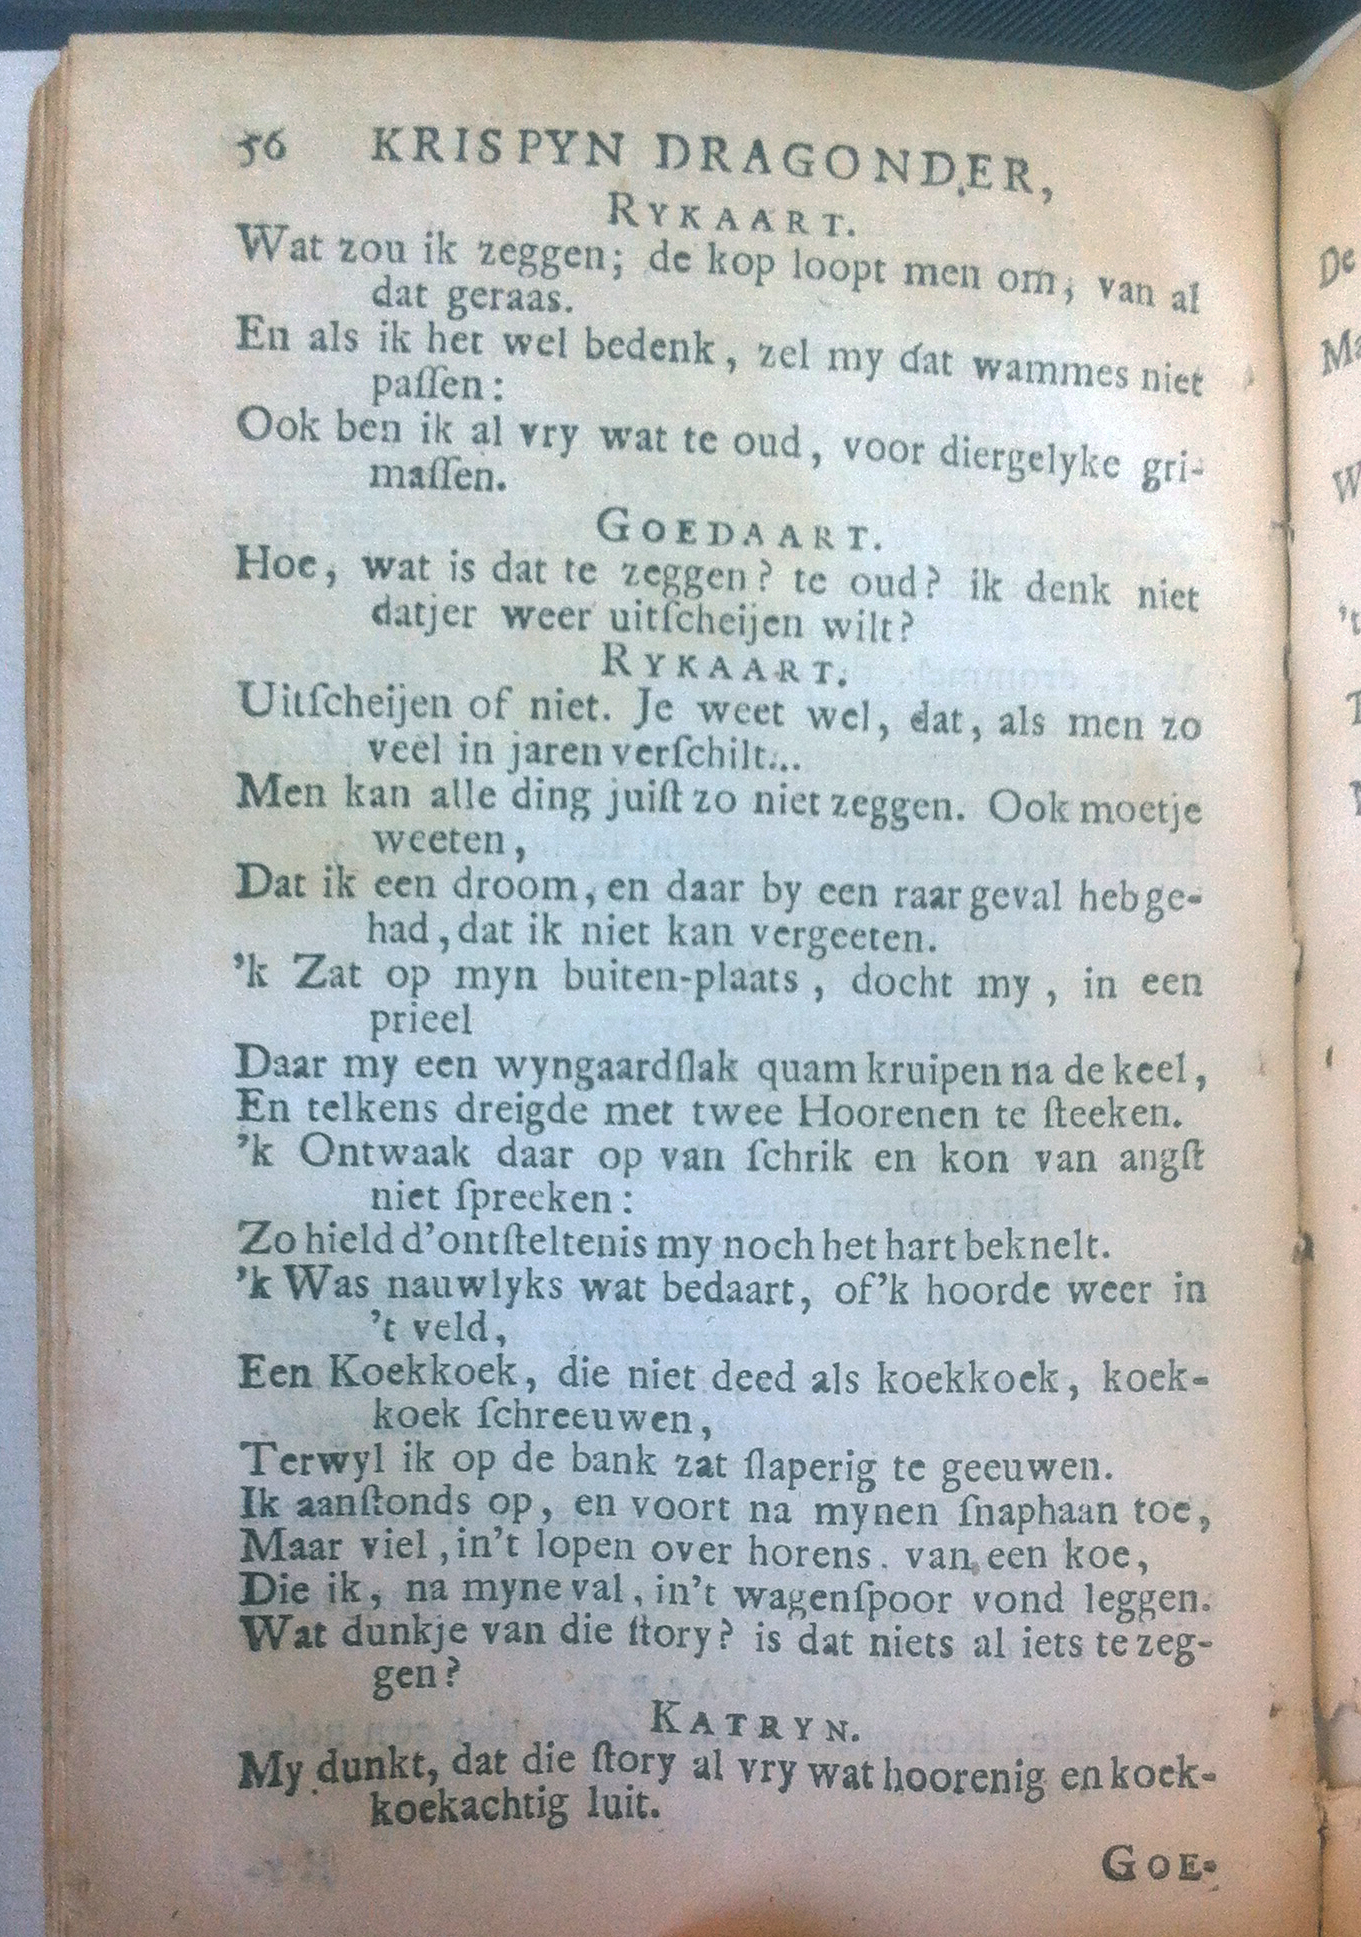 56 KRISPYN DRAGONDER,
RYKAART.
Wat zou ik zeggen; de kop loopt men om, van al
dat geraas.
En als ik het wel bedenk, zel my dat wammes niet
paſſen:
Ook ben ik al vry wat te oud, voor diergelyke gri-
maſſen.
GOEDAART.
Hoe, wat is dat te zeggen? te oud? ik denk niet
datjer weer uitſcheijen wilt?
RYKAART.
Uitſcheijen of niet. Je weet wel, dat, als men zo
veel in jaren verſchilt...
Men kan alle ding juiſt zo niet zeggen. Ook moetje
weeten,
Dat ik een droom, en daar by een raar geval heb ge-
had, dat ik niet kan vergeeten.
'k Zat op myn buiten-plaats, docht my, in een
prieel
Daar my een wyngaardſlak quam kruipen na de keel,
En telkens dreigde met twee Hoorenen te ſteeken.
'k Ontwaak daar op van ſchrik en kon van angſt
niet ſpreeken:
Zo hield d'ontſteltenis my noch het hart beknelt.
'k Was nauwlyks wat bedaart, of 'k hoorde weer in
't veld,
Een Koekkoek, die niet deed als koekkoek, koek-
koek ſchreeuwen,
Terwyl ik op de bank zat ſlaperig te geeuwen.
Ik aanſtonds op, en voort na mynen ſnaphaan toe,
Maar viel, in't lopen over horens. van een koe,
Die ik, na myne val, in't wagenſpoor vond leggen.
Wat dunkje van die ſtory? is dat niets al iets te zeg-
gen?
KATRYN.
My dunkt, dat die ſtory al vry wat hoorenig en koek-
koekachtig luit.
GOE-